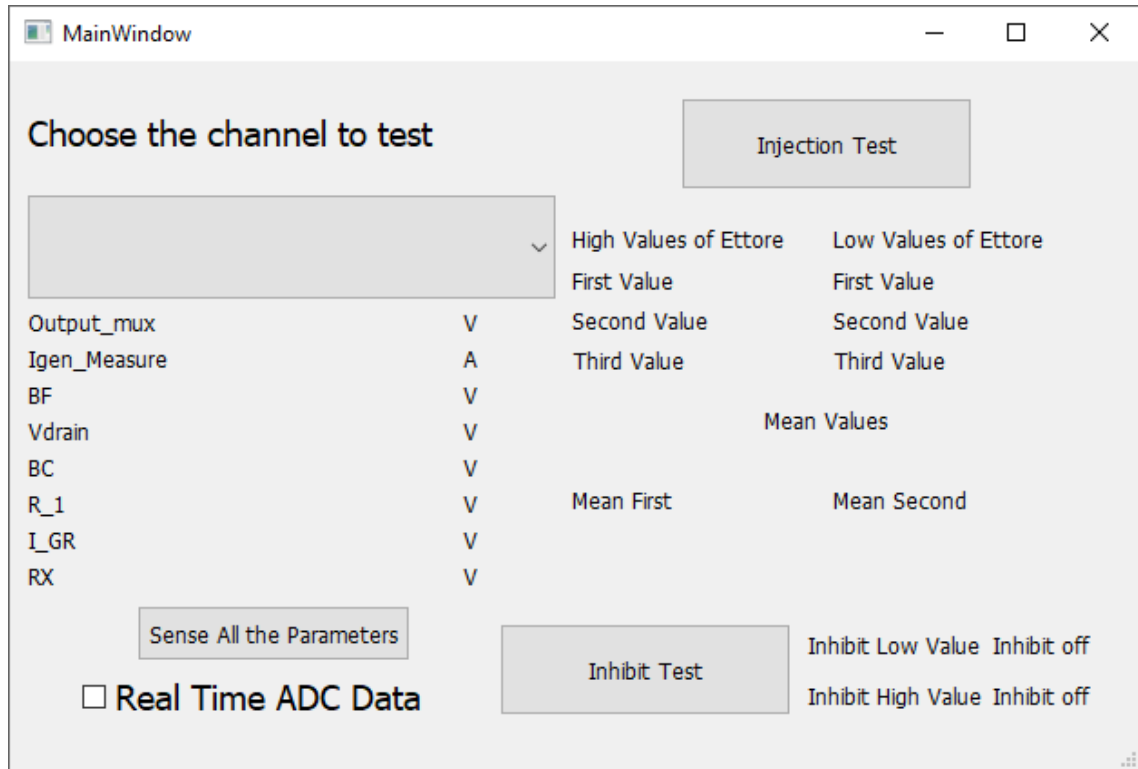 MainWindow
Choose the channel to test
Injection Test
High Values of Ettore Low Values of Ettore
First Value First Value
Output_mux V Second Value Second Value
Igen_Measure A Third Value Third Value
BF V
Vdrain V Mean Values
BC V
R_1 V Mean First Mean Second
I_GR V
RX V
Sense All the Parameters
Inhibit Test Inhibit Low Value Inhibit off
Real Time ADC Data Inhibit High Value Inhibit off